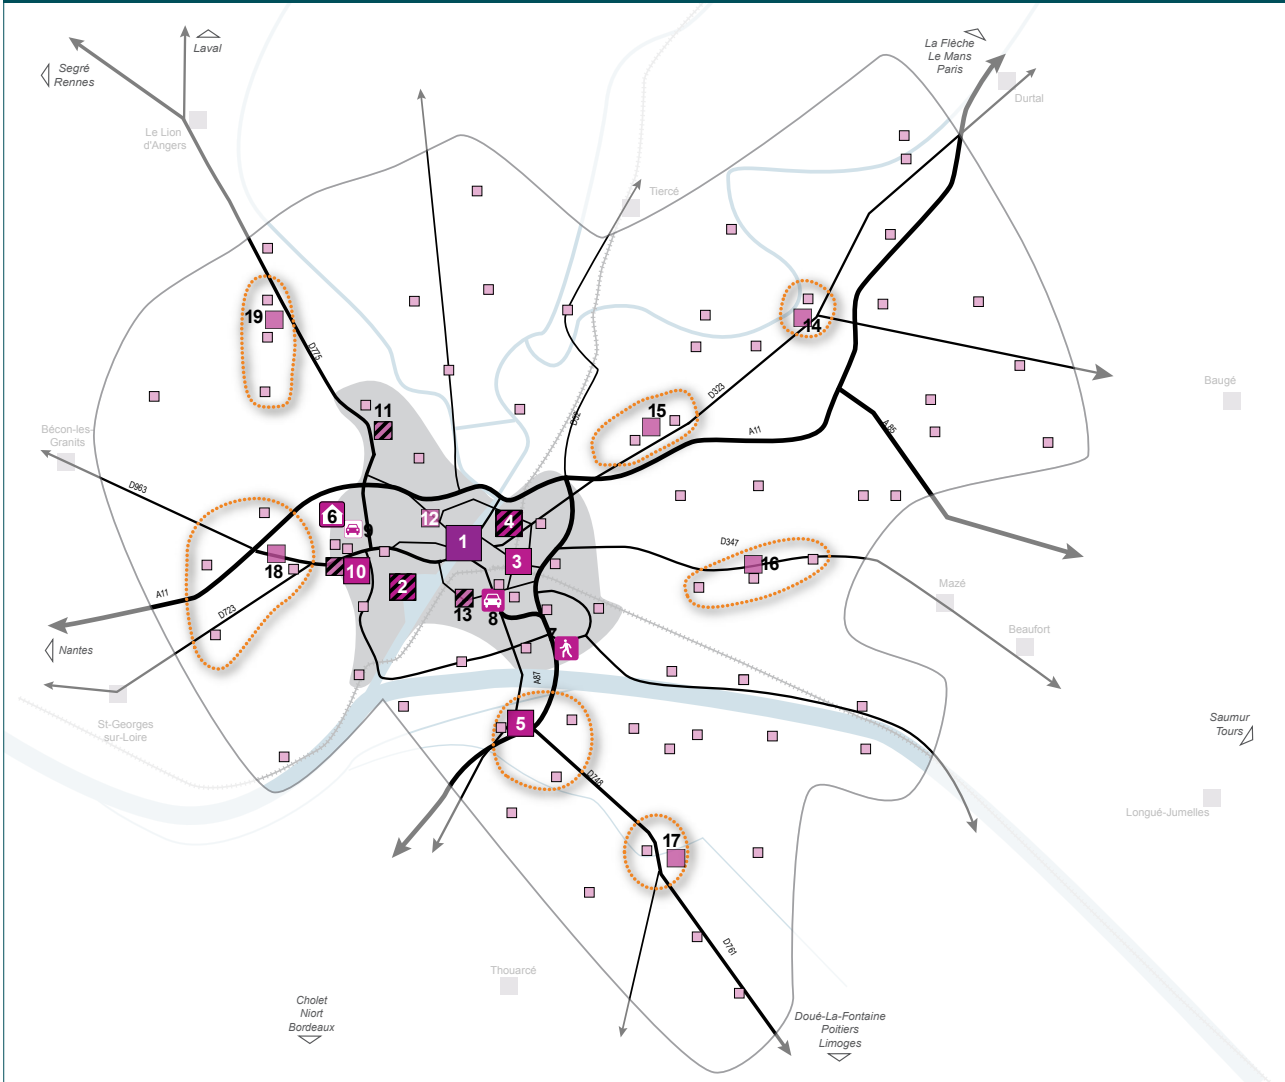 Laval
Segré
Rennes
La Flèche
Le Mans
Paris
Durtal
Le Lion
d'Angers
Tiercé
19
14
D775
D323
Baugé
11
15
D52
A11
A 85
Bécon-les-
Granits
D963
6
9
12
4
1
3
D347
16
18
10
2
13
8
7
A11
D723
Mazé
Beaufort
Nantes
St-Georges
sur-Loire
A87
5
Saumur
Tours
D748
Longué-Jumelles
17
D761
Thouarcé
Cholet
Niort
Bordeaux
Doué-La-Fontaine
Poitiers
Limoges